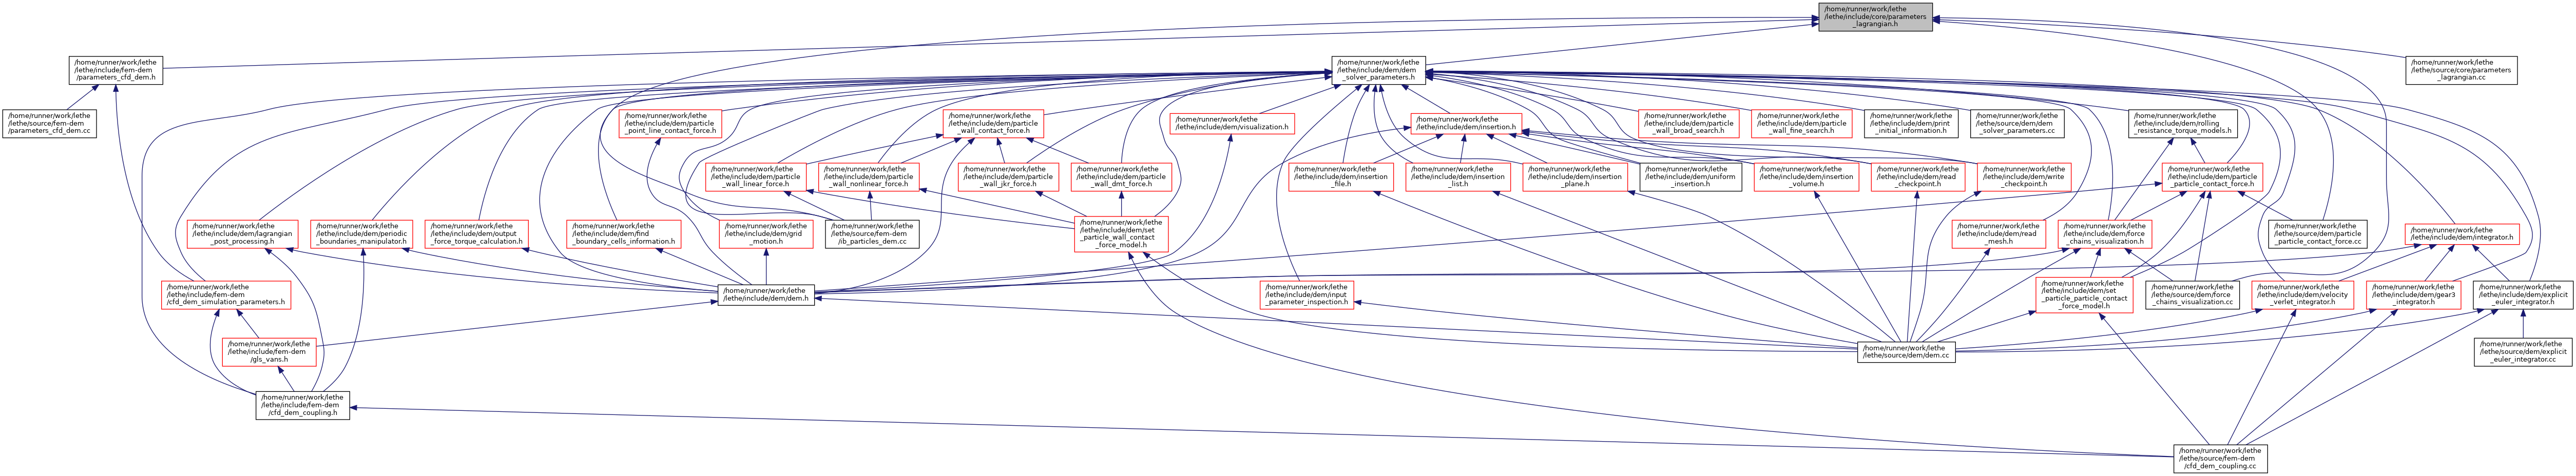 /home/runner/work/lethe
/lethe/include/core/parameters
_lagrangian.h
/home/runner/work/lethe
/lethe/include/fem-dem
/parameters_cfd_dem.h
/home/runner/work/lethe
/lethe/include/dem/dem
_solver_parameters.h
/home/runner/work/lethe
/lethe/source/core/parameters
_lagrangian.cc
/home/runner/work/lethe
/lethe/source/fem-dem
/parameters_cfd_dem.cc
/home/runner/work/lethe
/lethe/include/dem/particle
_point_line_contact_force.h
/home/runner/work/lethe
/lethe/include/dem/particle
_wall_contact_force.h
/home/runner/work/lethe
/lethe/include/dem/visualization.h
/home/runner/work/lethe
/lethe/include/dem/insertion.h
/home/runner/work/lethe
/lethe/include/dem/particle
_wall_broad_search.h
/home/runner/work/lethe
/lethe/include/dem/particle
_wall_fine_search.h
/home/runner/work/lethe
/lethe/include/dem/print
_initial_information.h
/home/runner/work/lethe
/lethe/source/dem/dem
_solver_parameters.cc
/home/runner/work/lethe
/lethe/include/dem/rolling
_resistance_torque_models.h
/home/runner/work/lethe
/lethe/include/dem/particle
_wall_linear_force.h
/home/runner/work/lethe
/lethe/include/dem/particle
_wall_nonlinear_force.h
/home/runner/work/lethe
/lethe/include/dem/particle
_wall_jkr_force.h
/home/runner/work/lethe
/lethe/include/dem/particle
_wall_dmt_force.h
/home/runner/work/lethe
/lethe/include/dem/insertion
_file.h
/home/runner/work/lethe
/lethe/include/dem/insertion
_list.h
/home/runner/work/lethe
/lethe/include/dem/insertion
_plane.h
/home/runner/work/lethe
/lethe/include/dem/uniform
_insertion.h
/home/runner/work/lethe
/lethe/include/dem/insertion
_volume.h
/home/runner/work/lethe
/lethe/include/dem/read
_checkpoint.h
/home/runner/work/lethe
/lethe/include/dem/write
_checkpoint.h
/home/runner/work/lethe
/lethe/include/dem/particle
_particle_contact_force.h
/home/runner/work/lethe
/lethe/include/dem/lagrangian
_post_processing.h
/home/runner/work/lethe
/lethe/include/dem/periodic
_boundaries_manipulator.h
/home/runner/work/lethe
/lethe/include/dem/output
_force_torque_calculation.h
/home/runner/work/lethe
/lethe/include/dem/find
_boundary_cells_information.h
/home/runner/work/lethe
/lethe/include/dem/grid
_motion.h
/home/runner/work/lethe
/lethe/source/fem-dem
/ib_particles_dem.cc
/home/runner/work/lethe
/lethe/include/dem/set
_particle_wall_contact
_force_model.h
/home/runner/work/lethe
/lethe/include/dem/read
_mesh.h
/home/runner/work/lethe
/lethe/include/dem/force
_chains_visualization.h
/home/runner/work/lethe
/lethe/source/dem/particle
_particle_contact_force.cc
/home/runner/work/lethe
/lethe/include/dem/integrator.h
/home/runner/work/lethe
/lethe/include/fem-dem
/cfd_dem_simulation_parameters.h
/home/runner/work/lethe
/lethe/include/dem/dem.h
/home/runner/work/lethe
/lethe/include/dem/input
_parameter_inspection.h
/home/runner/work/lethe
/lethe/include/dem/set
_particle_particle_contact
_force_model.h
/home/runner/work/lethe
/lethe/source/dem/force
_chains_visualization.cc
/home/runner/work/lethe
/lethe/include/dem/velocity
_verlet_integrator.h
/home/runner/work/lethe
/lethe/include/dem/gear3
_integrator.h
/home/runner/work/lethe
/lethe/include/dem/explicit
_euler_integrator.h
/home/runner/work/lethe
/lethe/include/fem-dem
/gls_vans.h
/home/runner/work/lethe
/lethe/source/dem/dem.cc
/home/runner/work/lethe
/lethe/source/dem/explicit
_euler_integrator.cc
/home/runner/work/lethe
/lethe/include/fem-dem
/cfd_dem_coupling.h
/home/runner/work/lethe
/lethe/source/fem-dem
/cfd_dem_coupling.cc